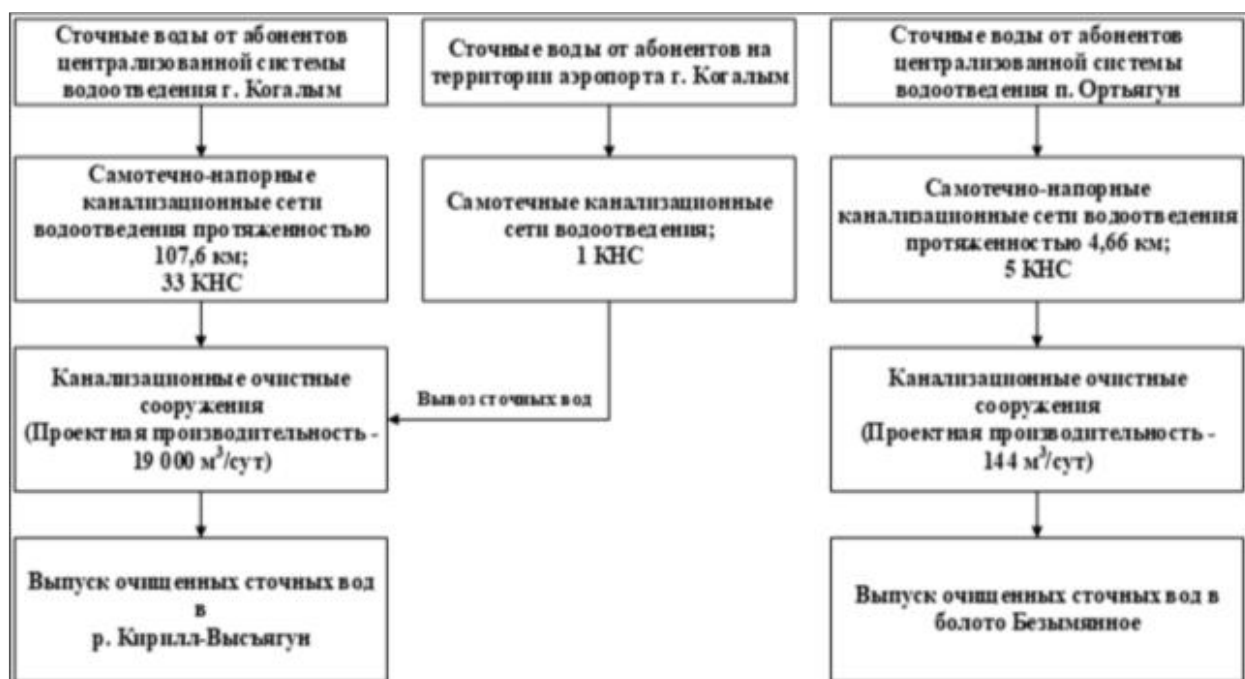 Сточные воды от абонентов
централизованной системы
водоотведения г. Когалым
Сточные воды от абонентов на
территории аэропорта г. Когалым
Сточные воды от абонентов
централизованной системы
водоотведения п. Ортъягун
Самотечно-напорные
канализационные сети
водоотведения протяженностью
107,6 км;
33 КНС
Самотечные канализационные
сети водоотведения;
1 КНС
Самотечно-напорные
канализационные сети водоотведения
протяженностью 4,66 км;
5 КНС
Канализационные очистные
сооружения
(Проектная производительность -
19 000 м³/сут)
Вывоз сточных вод
Канализационные очистные
сооружения
(Проектная производительность -
144 м³/сут)
Выпуск очищенных сточных вод
в
р. Кирилл-Высъягун
Выпуск очищенных сточных вод в
болото Безымянное